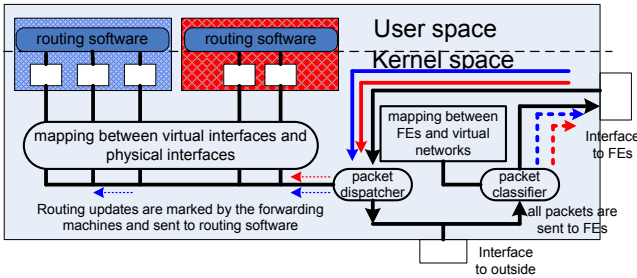 routing software
routing software
User space
Kernel space
mapping between
FEs and virtual
networks
Interface
to FEs
mapping between virtual interfaces and
physical interfaces
packet
dispatcher
packet
classifier
Routing updates are marked by the forwarding
machines and sent to routing software
all packets are
sent to FEs
Interface
to outside